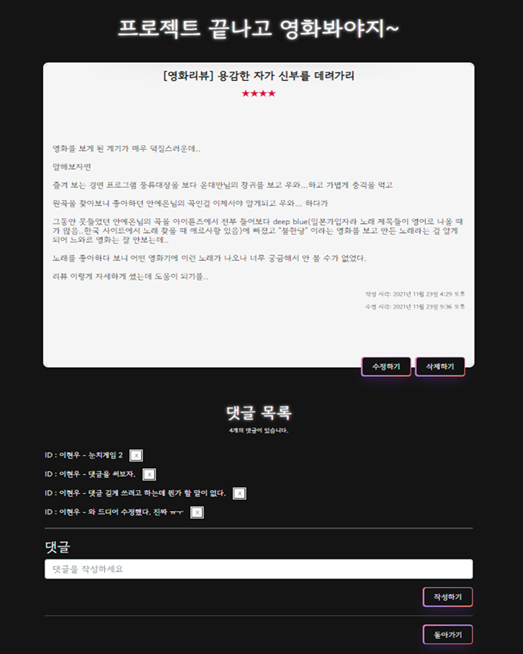 프로젝트 끝나고 영화봐야지~
[영화리뷰] 용감한 자가 신부를 데려가리
★★★★
영화를 보게 된 계기가 매우 덕질스러운데..
말해보자면
즐겨 보는 경연 프로그램 풍류대장을 보다 윤대만님의 창귀를 보고 우와...하고 가볍게 충격을 먹고
원곡을 찾아보니 좋아하던 안예은님의 곡인걸 이제서야 알게되고 우와... 하다가
그동안 못들었던 안예은님의 곡을 아이튠즈에서 전부 들어보다 deep blue(일본가입자라 노래 제목들이 영어로 나올 때
가 많음..한국 사이트에서 노래 찾을 때 애로사항 있음)에 빠졌고 "불한당" 이라는 영화를 보고 만든 노래라는 걸 알게
되어 느와르 영화는 잘 안보는데..
노래를 좋아하다 보니 어떤 영화기에 이런 노래가 나오나 너무 궁금해서 안 볼 수가 없었다.
리뷰 이렇게 자세하게 썼는데 도움이 되기를..
작성 시각: 2021년 11월 23일 4:29 오후
수정 시각: 2021년 11월 23일 9:36 오후
수정하기 삭제하기
댓글 목록
4개의 댓글이 있습니다.
ID : 이현우 - 눈치게임 2 x
ID : 이현우 - 댓글을 써보자. x
ID : 이현우 - 댓글 길게 쓰려고 하는데 뭔가 할 말이 없다. x
ID : 이현우 - 와 드디어 수정했다. 진짜 ㅠㅜ x
댓글
댓글을 작성하세요
작성하기
돌아가기